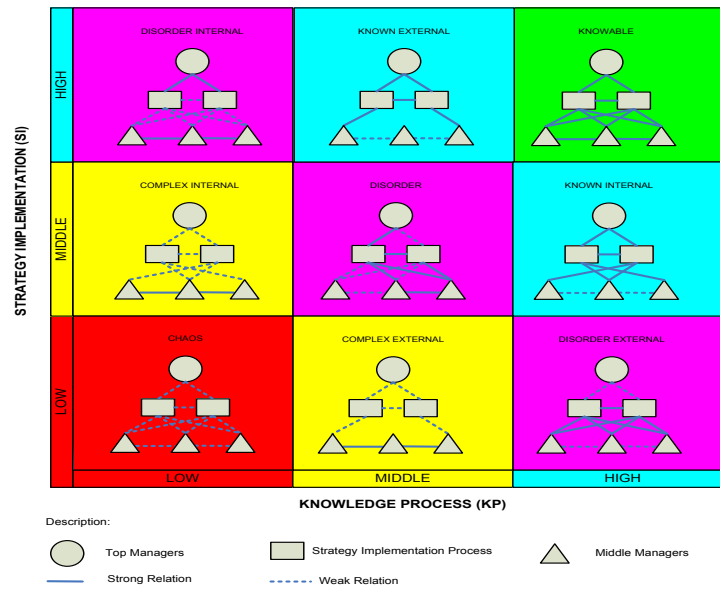 DISORDER INTERNAL
KNOWN EXTERNAL
KNOWABLE
HIGH
STRATEGY IMPLEMENTATION (SI)
COMPLEX INTERNAL
DISORDER
KNOWN INTERNAL
MIDDLE
CHAOS
COMPLEX EXTERNAL
DISORDER EXTERNAL
LOW
LOW
MIDDLE
HIGH
KNOWLEDGE PROCESS (KP)
Description:
Top Managers
Strategy Implementation Process
Middle Managers
Strong Relation
Weak Relation